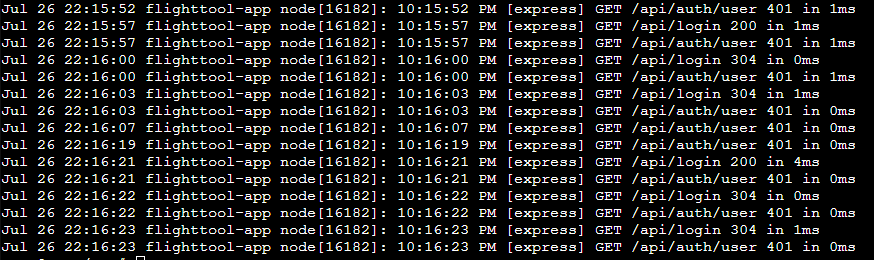 Jul 26 22:15:52 flighttool-app node[16182]: 10:15:52 PM [express] GET /api/auth/user 401 in 1ms
Jul 26 22:15:57 flighttool-app node[16182]: 10:15:57 PM [express] GET /api/login 200 in 1ms
Jul 26 22:15:57 flighttool-app node[16182]: 10:15:57 PM [express] GET /api/auth/user 401 in 1ms
Jul 26 22:16:00 flighttool-app node[16182]: 10:16:00 PM [express] GET /api/login 304 in 0ms
Jul 26 22:16:00 flighttool-app node[16182]: 10:16:00 PM [express] GET /api/auth/user 401 in 1ms
Jul 26 22:16:03 flighttool-app node[16182]: 10:16:03 PM [express] GET /api/login 304 in 1ms
Jul 26 22:16:03 flighttool-app node[16182]: 10:16:03 PM [express] GET /api/auth/user 401 in 0ms
Jul 26 22:16:07 flighttool-app node[16182]: 10:16:07 PM [express] GET /api/auth/user 401 in 0ms
Jul 26 22:16:19 flighttool-app node[16182]: 10:16:19 PM [express] GET /api/auth/user 401 in 0ms
Jul 26 22:16:21 flighttool-app node[16182]: 10:16:21 PM [express] GET /api/login 200 in 4ms
Jul 26 22:16:21 flighttool-app node[16182]: 10:16:21 PM [express] GET /api/auth/user 401 in 0ms
Jul 26 22:16:22 flighttool-app node[16182]: 10:16:22 PM [express] GET /api/login 304 in 0ms
Jul 26 22:16:22 flighttool-app node[16182]: 10:16:22 PM [express] GET /api/auth/user 401 in 0ms
Jul 26 22:16:23 flighttool-app node[16182]: 10:16:23 PM [express] GET /api/login 304 in 1ms
Jul 26 22:16:23 flighttool-app node[16182]: 10:16:23 PM [express] GET /api/auth/user 401 in 0ms